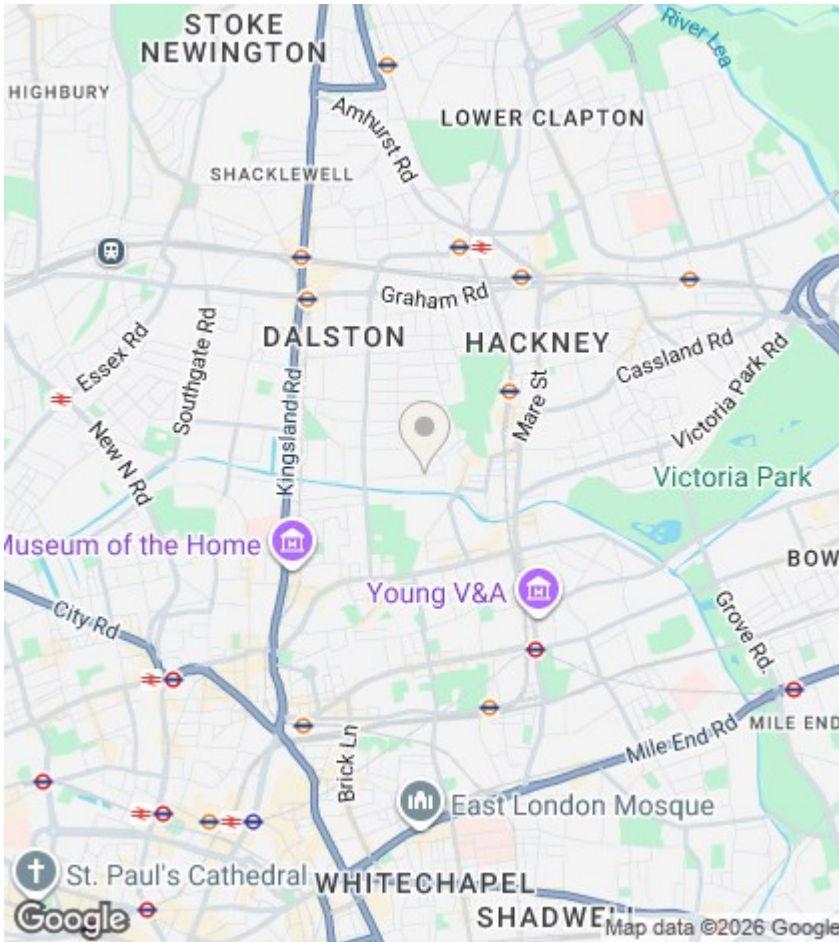 STOKE
NEWINGTON
River Lea
HIGHBURY
Amhurst Rd
LOWER CLAPTON
SHACKLEWELL
Graham Rd
Essex Rd
Southgate Rd
DALSTON
HACKNEY
Cassland Rd
Victoria Park Rd
Kingsland Rd
Mare St
New N Rd
Victoria Park
Museum of the Home
BOW
Young V&A
City Rd
Grove Rd.
MILE END
Mile End Rd
Brick Ln
East London Mosque
St. Paul's Cathedral
WHITECHAPEL
SHADWELL
Google
Map data ©2026 Google